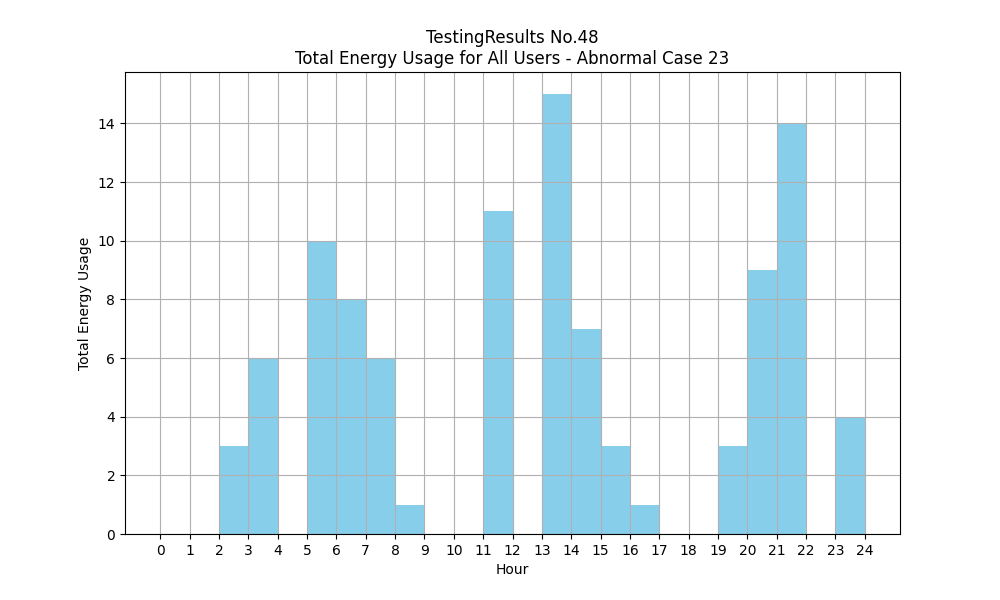 TestingResults No.48
Total Energy Usage for All Users - Abnormal Case 23
Total Energy Usage
14
12
10
8
6
4
2
0
0 1 2 3 4 5 6 7 8 9 10 11 12 13 14 15 16 17 18 19 20 21 22 23 24
Hour